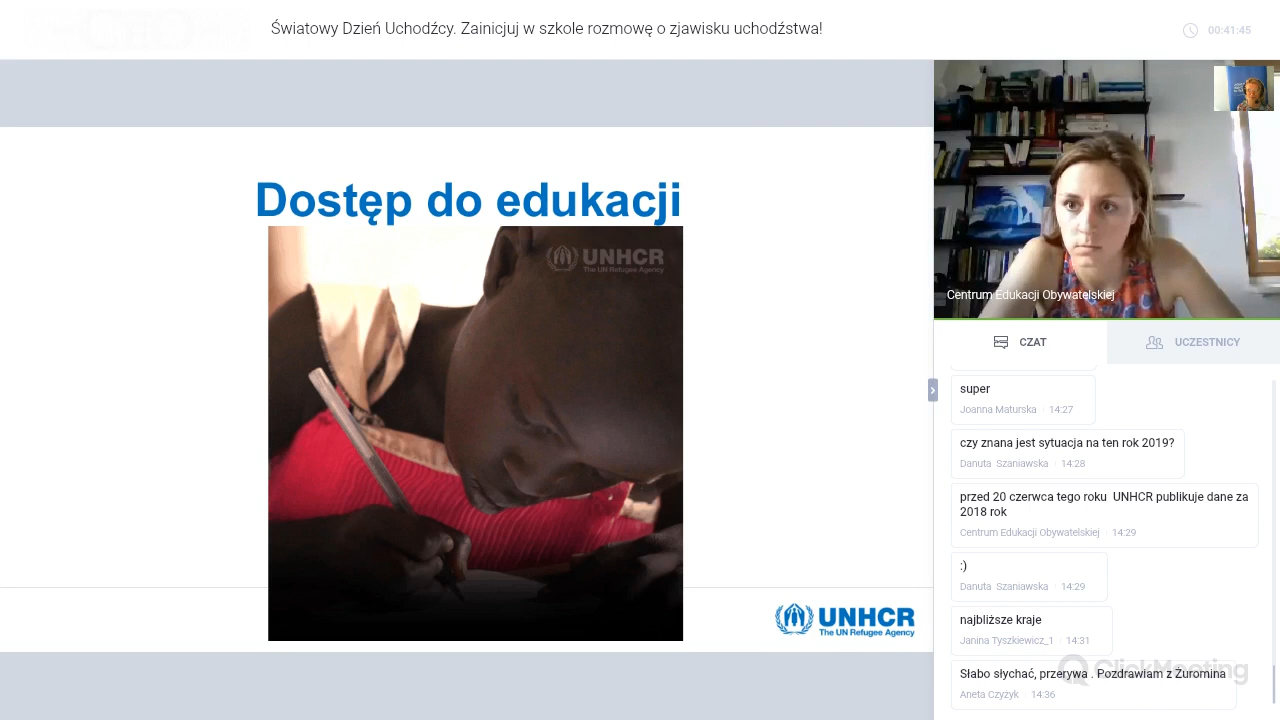 Światowy Dzień Uchodźcy. Zainicjuj w szkole rozmowę o zjawisku uchodźstwa!
00:41:45
Dostęp do edukacji
UNHCR
The UN Refugee Agency
UNHCR
The UN Refugee Agency
Centrum Edukacji Obywatelskiej
CZAT
UCZESTNICY
super
Joanna Maturska 14:27
czy znana jest sytuacja na ten rok 2019?
Danuta Szaniawska 14:28
przed 20 czerwca tego roku UNHCR publikuje dane za
2018 rok
Centrum Edukacji Obywatelskiej 14:29
:)
Danuta Szaniawska 14:29
najbliższe kraje
Janina Tyszkiewicz_1 14:31
Słabo słychać, przerywa . Pozdrawiam z Żuromina
Aneta Czyżyk 14:36
ClickMeeting